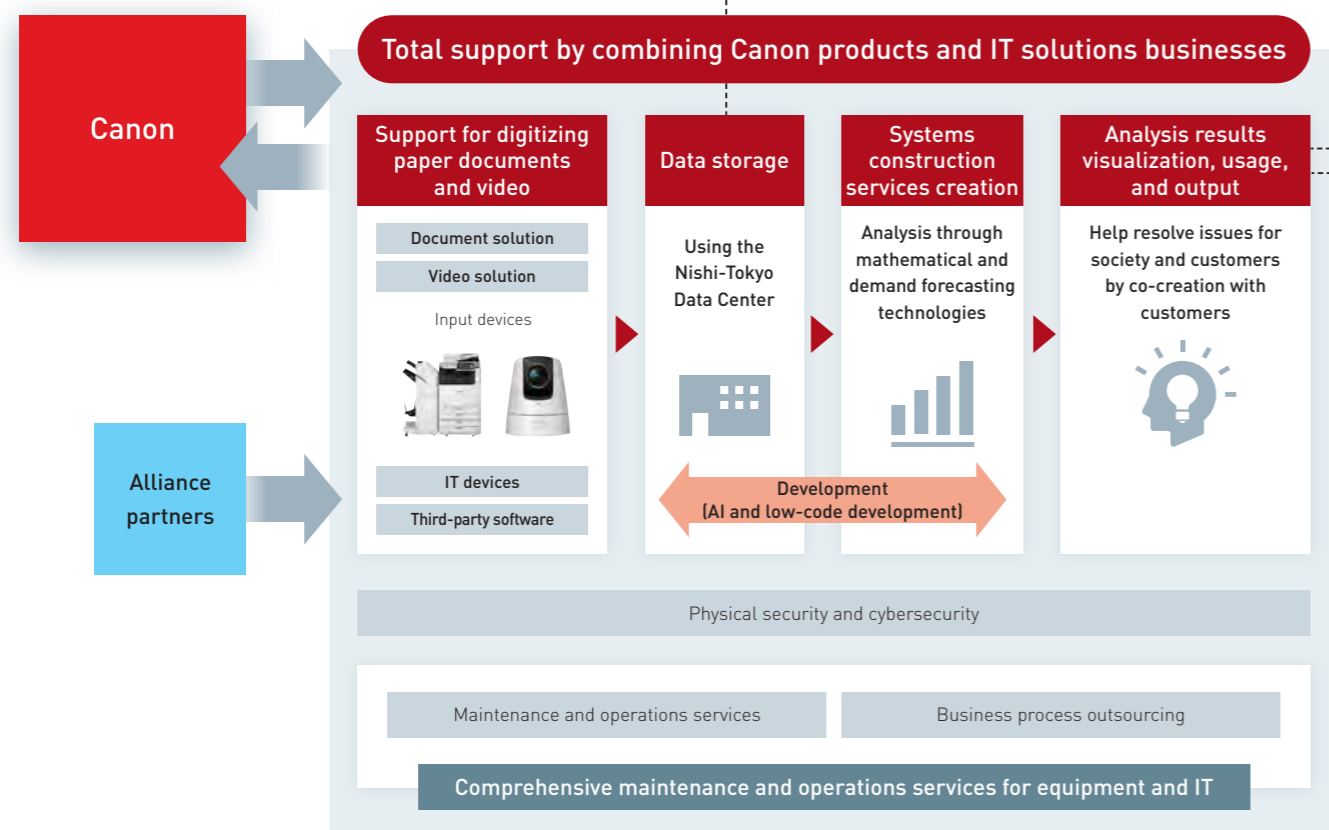 Total support by combining Canon products and IT solutions businesses
Canon
Support for digitizing
paper documents
and video
Document solution
Video solution
Input devices
IT devices
Third-party software
Data storage
Using the
Nishi-Tokyo
Data Center
Systems
construction
services creation
Analysis through
mathematical and
demand forecasting
technologies
Development
(AI and low-code development)
Analysis results
visualization, usage,
and output
Help resolve issues for
society and customers
by co-creation with
customers
Alliance
partners
Physical security and cybersecurity
Maintenance and operations services
Business process outsourcing
Comprehensive maintenance and operations services for equipment and IT